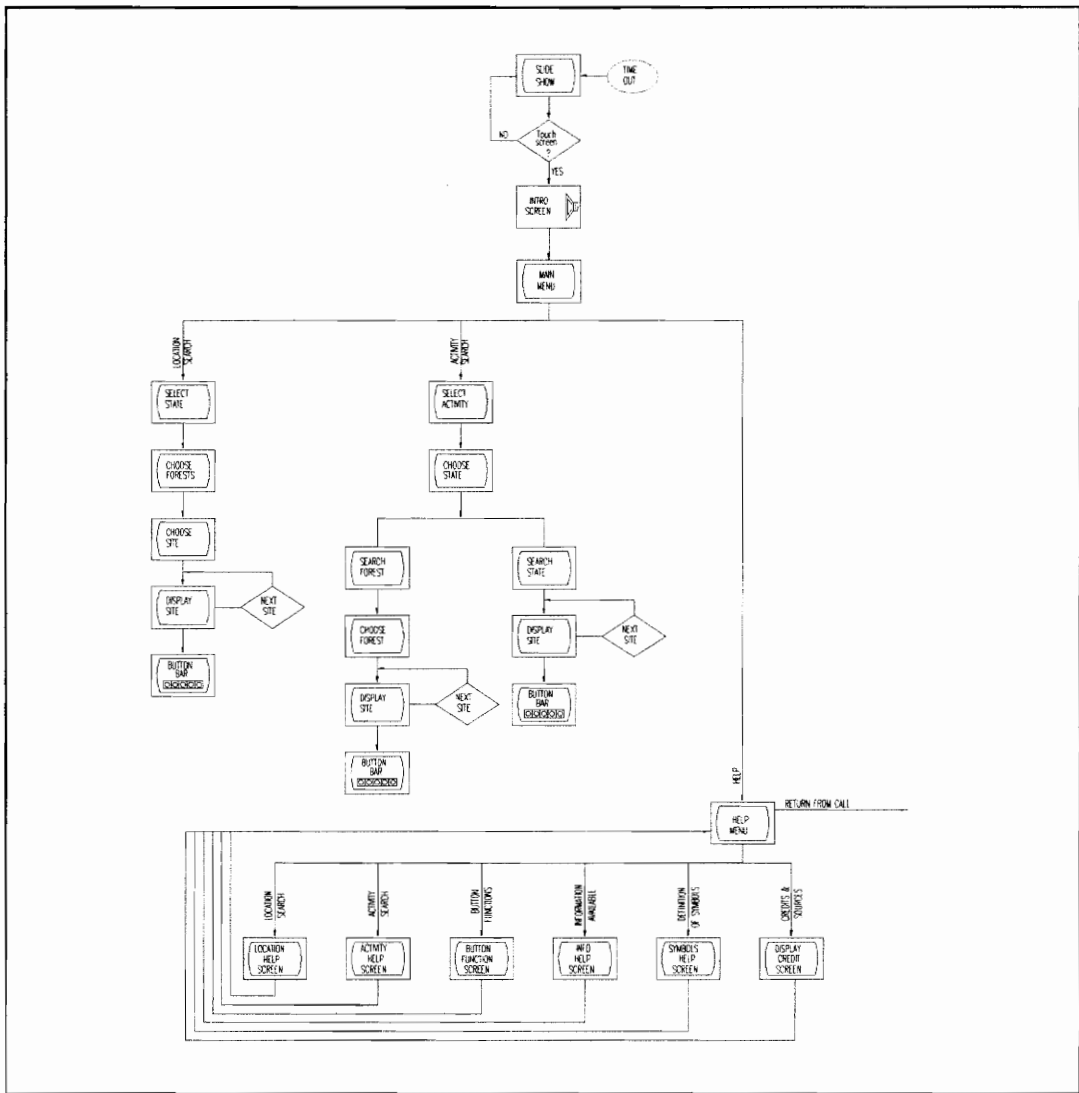 SLIDE
SHOW
TIME
OUT
Touch
screen
?
NO
YES
INTRO
SCREEN
MAIN
MENU
LOCATION
SEARCH
ACTIVITY
SEARCH
SELECT
STATE
SELECT
ACTIVITY
CHOOSE
FORESTS
CHOOSE
STATE
CHOOSE
SITE
SEARCH
FOREST
SEARCH
STATE
DISPLAY
SITE
NEXT
SITE
CHOOSE
FOREST
DISPLAY
SITE
NEXT
SITE
BUTTON
BAR
DISPLAY
SITE
NEXT
SITE
BUTTON
BAR
BUTTON
BAR
HELP
HELP
MENU
RETURN FROM CALL
LOCATION
SEARCH
ACTIVITY
SEARCH
BUTTON
FUNCTIONS
INFORMATION
AVAILABLE
DEFINITION
OF SYMBOLS
CREDITS &
SOURCES
LOCATION
HELP
SCREEN
ACTIVITY
HELP
SCREEN
BUTTON
FUNCTION
SCREEN
INFO
HELP
SCREEN
SYMBOLS
HELP
SCREEN
DISPLAY
CREDIT
SCREEN